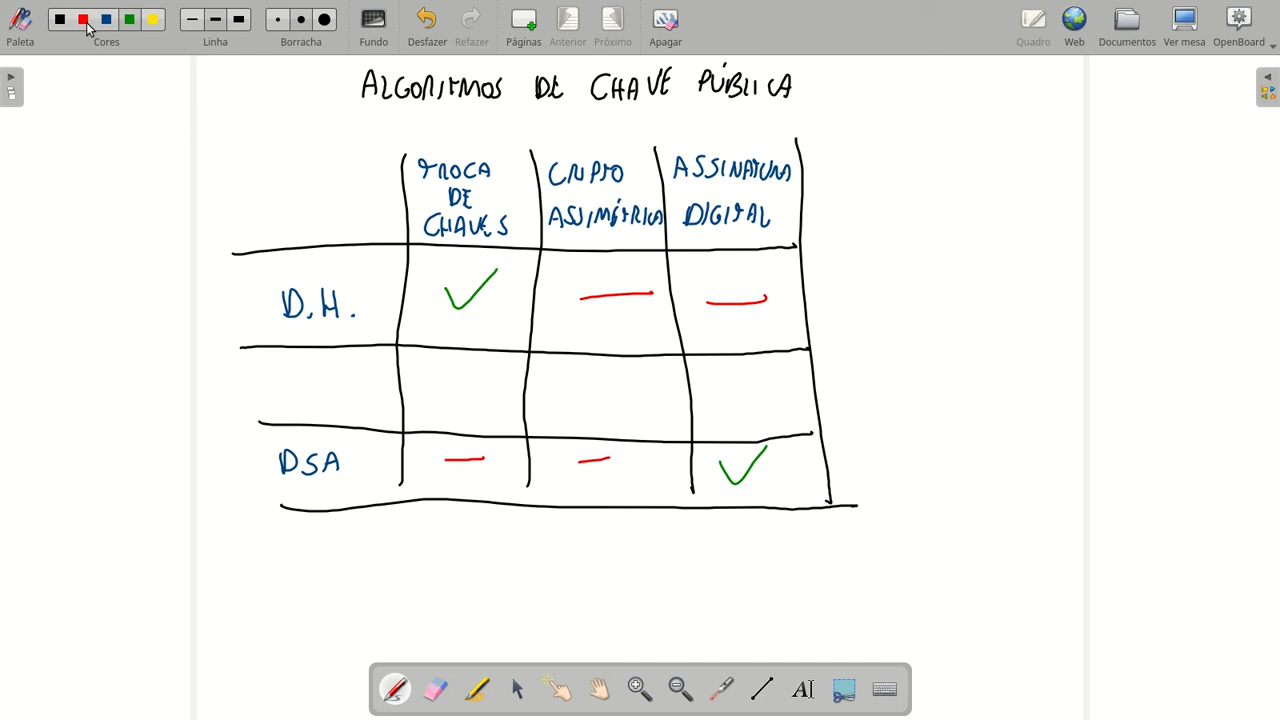 Paleta
Cores
Linha
Borracha
Fundo
Desfazer
Refazer
Páginas
Anterior
Próximo
Apagar
Quadro
Web
Documentos
Ver mesa
OpenBoard
ALGORITMOS DE CHAVE PÚBLICA
TROCA
DE
CHAVES
CRIPTO
ASSIMÉTRICA
ASSINATURA
DIGITAL
D.H.
DSA
AI